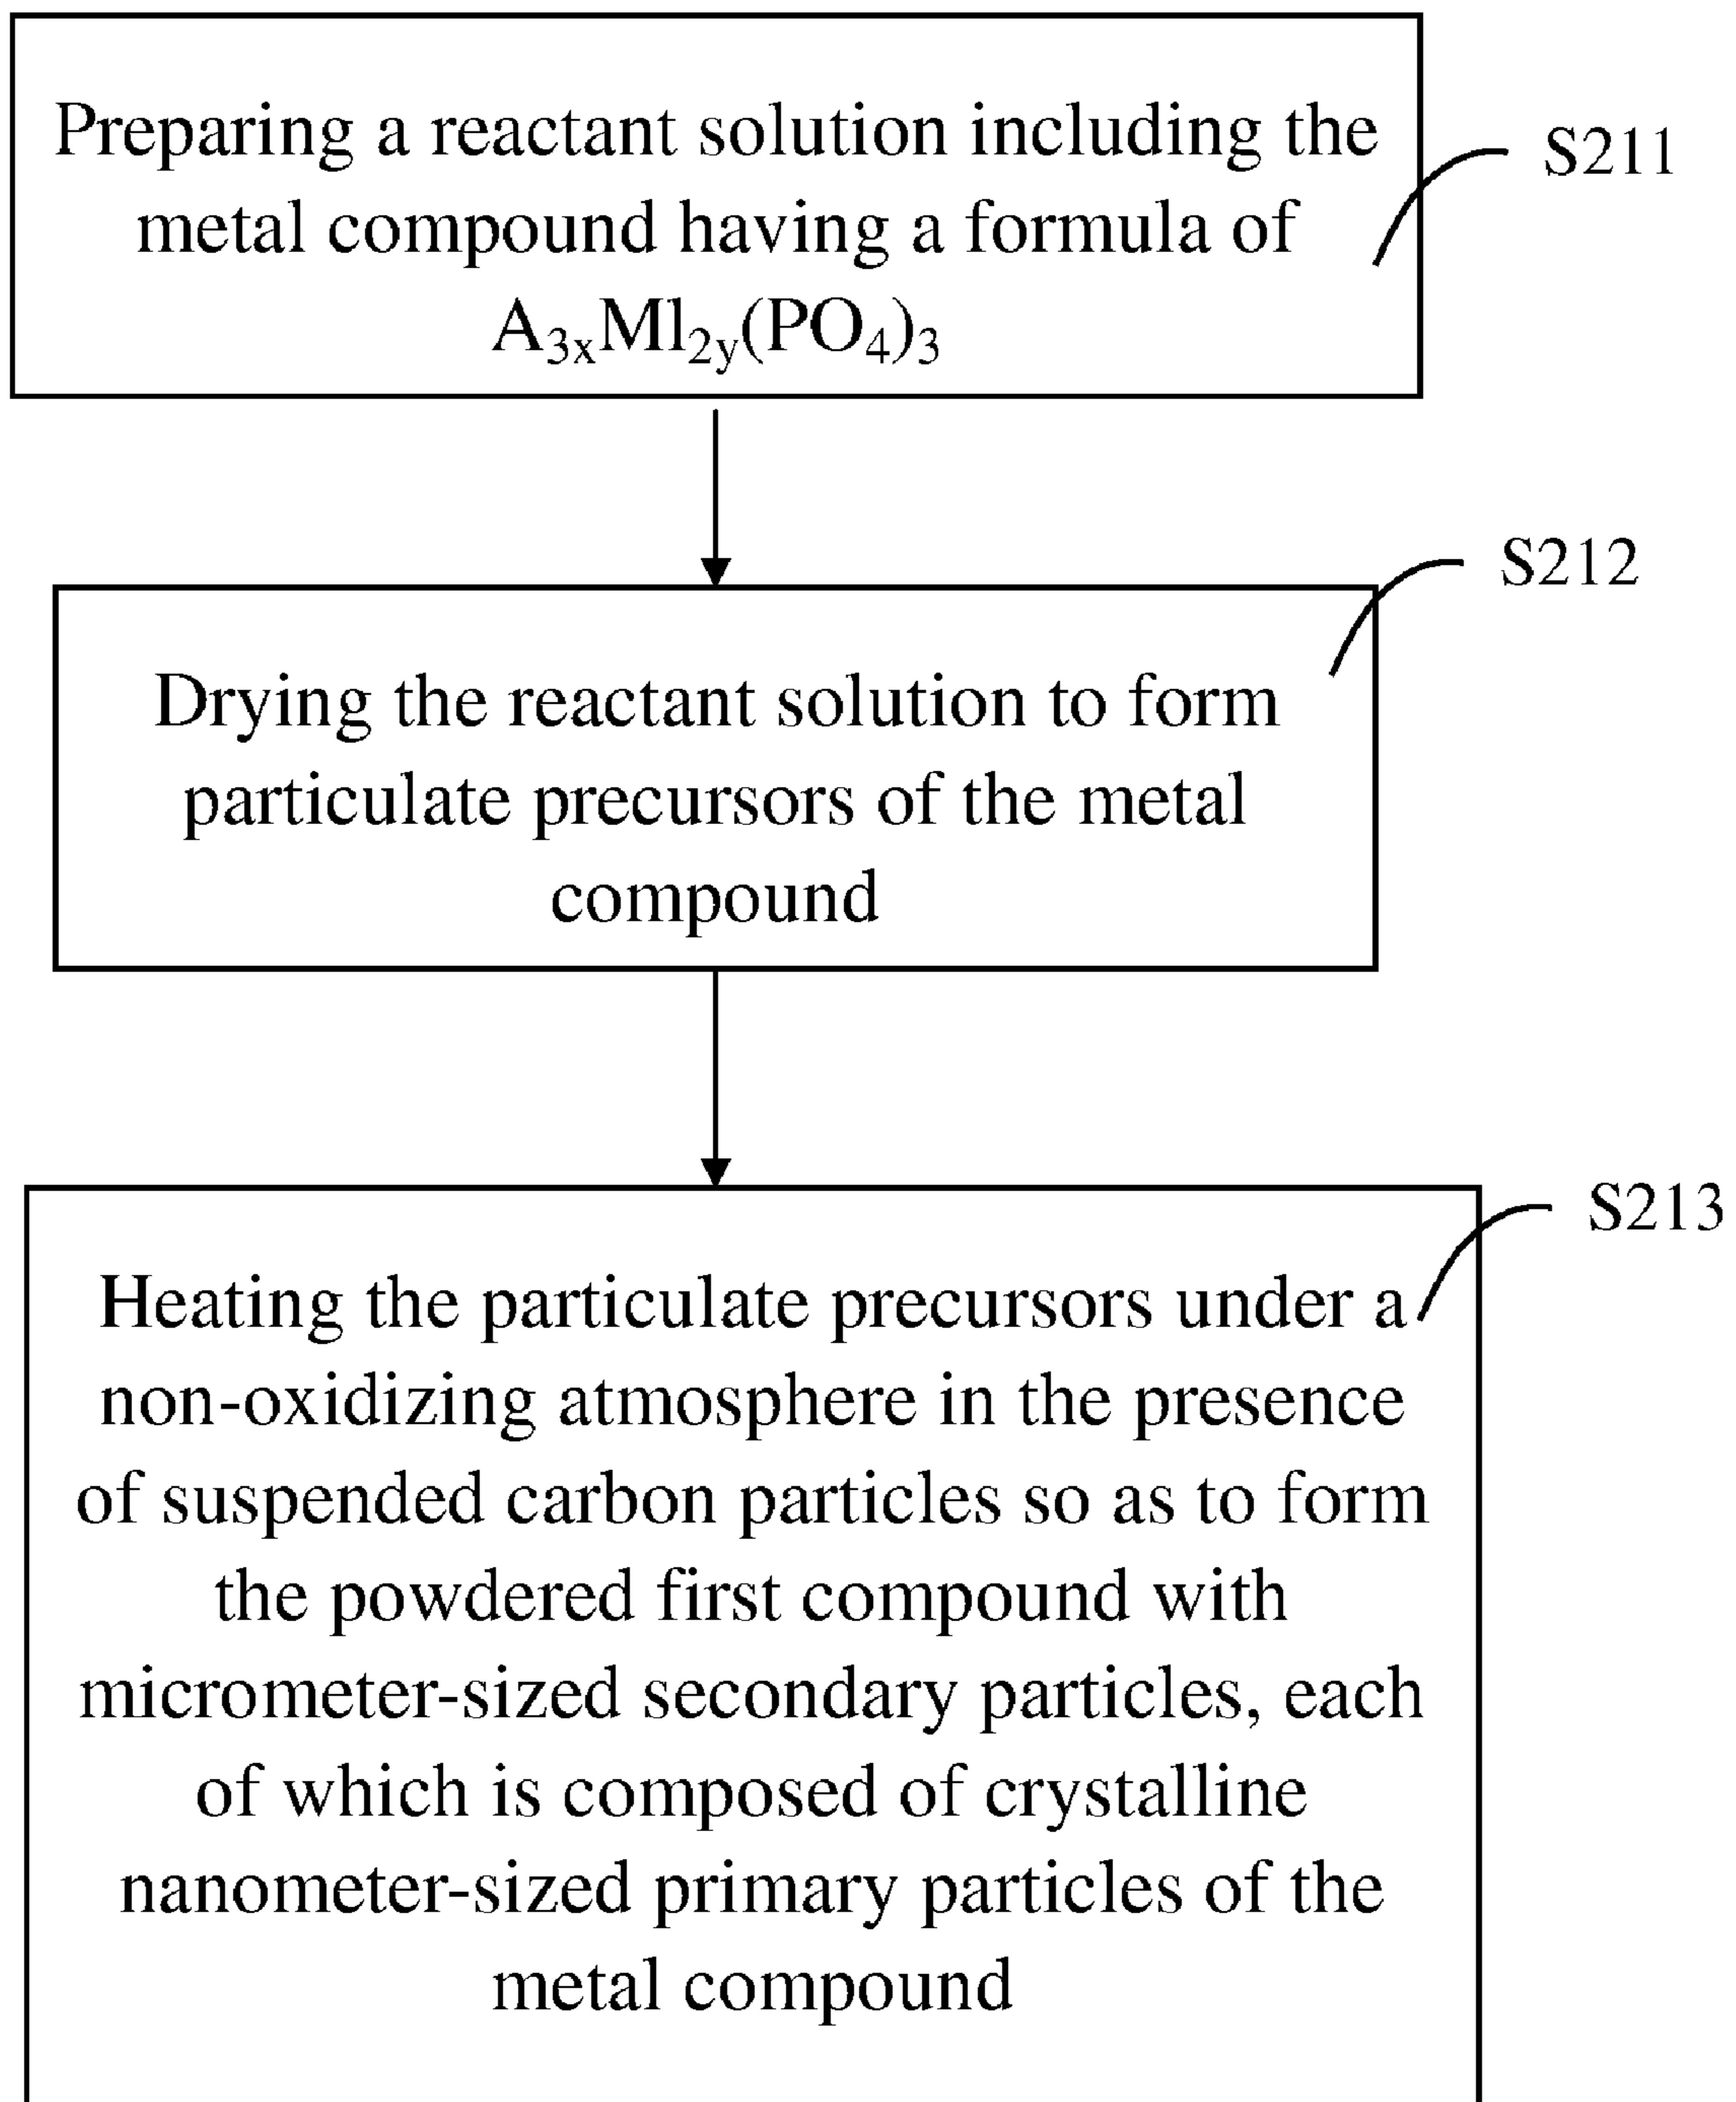 Preparing a reactant solution including the
metal compound having a formula of
A₃ₓMl₂y(PO₄)₃
S211
Drying the reactant solution to form
particulate precursors of the metal
compound
S212
Heating the particulate precursors under a
non-oxidizing atmosphere in the presence
of suspended carbon particles so as to form
the powdered first compound with
micrometer-sized secondary particles, each
of which is composed of crystalline
nanometer-sized primary particles of the
metal compound
S213